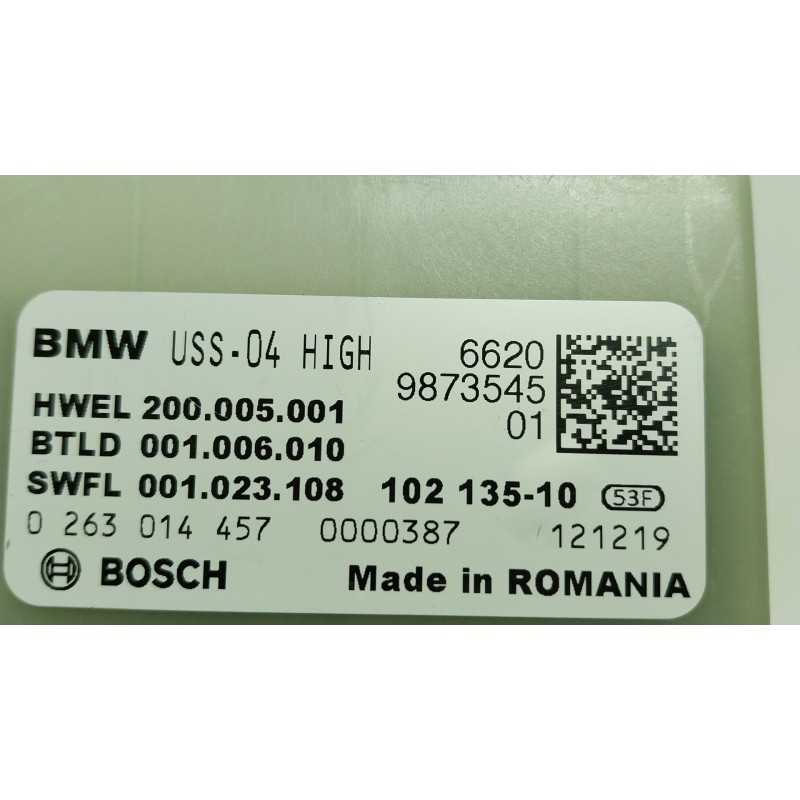 BMW USS-04 HIGH 6620
9873545
HWEL 200.005.001 01
BTLD 001.006.010
SWFL 001.023.108 102 135-10 53F
0 263 014 457 0000387 121219
BOSCH Made in ROMANIA